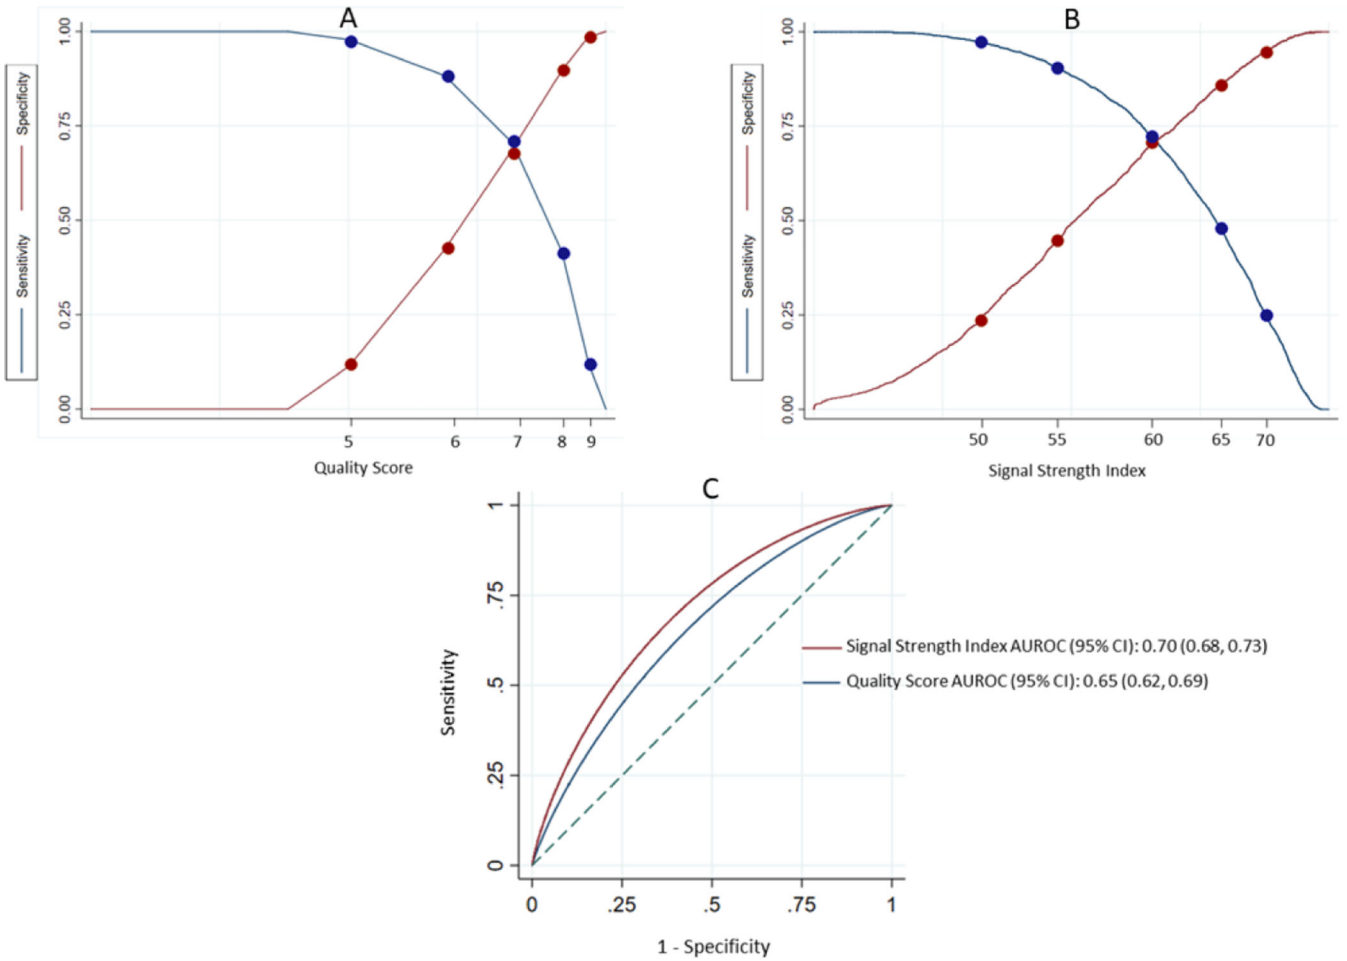 A
1.00
0.75
0.50
0.25
0.00
Specificity
Sensitivity
5 6 7 8 9
Quality Score
B
1.00
0.75
0.50
0.25
0.00
Specificity
Sensitivity
50 55 60 65 70
Signal Strength Index
C
1
.75
.5
.25
0
Sensitivity
0 .25 .5 .75 1
1 - Specificity
Signal Strength Index AUROC (95% CI): 0.70 (0.68, 0.73)
Quality Score AUROC (95% CI): 0.65 (0.62, 0.69)